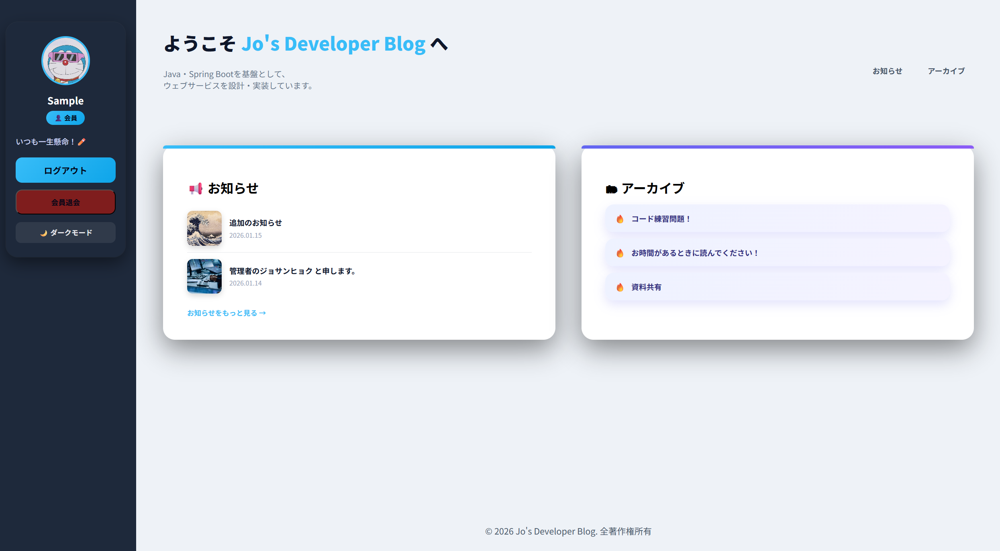 Sample
👤 会員
いつも一生懸命！🖍️
ログアウト
会員退会
🌙 ダークモード
ようこそ Jo's Developer Blog へ
Java・Spring Bootを基盤として、
ウェブサービスを設計・実装しています。
お知らせ
アーカイブ
📢 お知らせ
追加のお知らせ
2026.01.15
管理者のジョサンヒョク と申します。
2026.01.14
お知らせをもっと見る →
アーカイブ
🔥 コード練習問題！
🔥 お時間があるときに読んでください！
🔥 資料共有
© 2026 Jo's Developer Blog. 全著作権所有